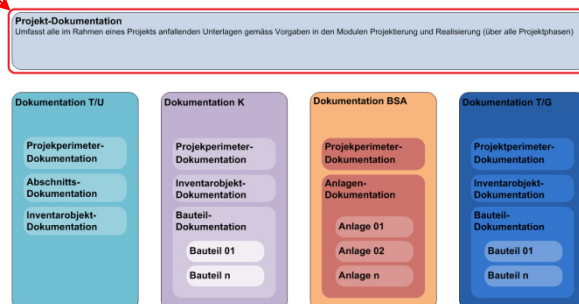 Projekt-Dokumentation
Umfasst alle im Rahmen eines Projekts anfallenden Unterlagen gemäss Vorgaben in den Modulen Projektierung und Realisierung (über alle Projektphasen)
Dokumentation T/U
Projekperimeter-
Dokumentation
Abschnitts-
Dokumentation
Inventarobjekt-
Dokumentation
Dokumentation K
Projekperimeter-
Dokumentation
Inventarobjekt-
Dokumentation
Bauteil-
Dokumentation
Bauteil 01
Bauteil n
Dokumentation BSA
Projekperimeter-
Dokumentation
Anlagen-
Dokumentation
Anlage 01
Anlage 02
Anlage n
Dokumentation T/G
Projektperimeter-
Dokumentation
Inventarobjekt-
Dokumentation
Bauteil-
Dokumentation
Bauteil 01
Bauteil n